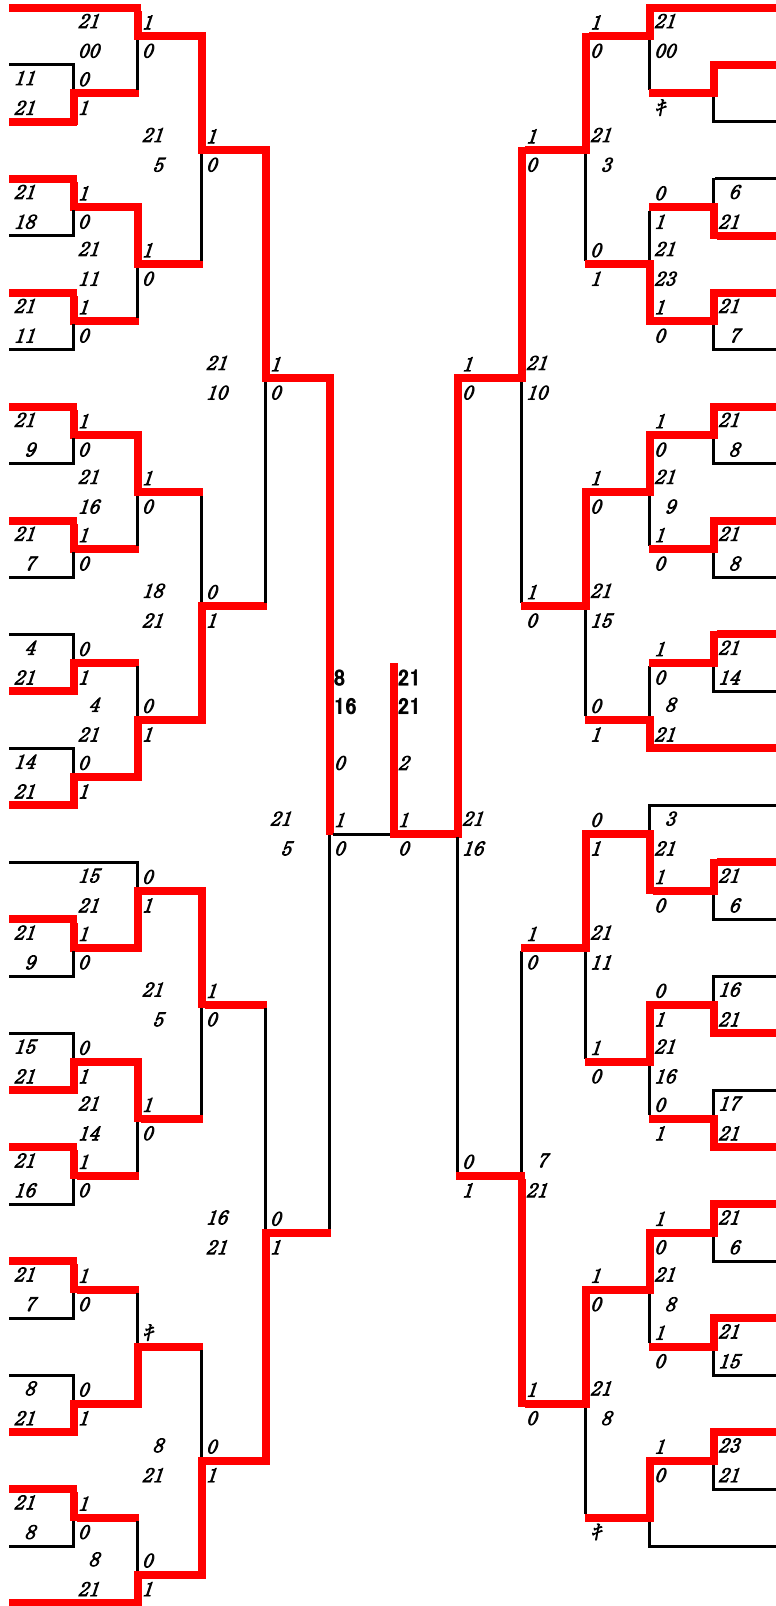 21 1 1 21
00 0 0 00
11 0
21 1 ｷ
21 1 1 21
5 0 0 3
21 1 0 6
18 0 1 21
21 1 0 21
11 0 1 23
21 1 1 21
11 0 0 7
21 1 1 21
10 0 0 10
21 1 1 21
9 0 0 8
21 1 1 21
16 0 0 9
21 1 1 21
7 0 0 8
18 0 1 21
21 1 0 15
4 0 1 21
21 1 8 21 0 14
4 0 16 21 0 8
21 1 1 21
14 0 0 2
21 1
21 1 1 21 0 3
5 0 0 16 1 21
15 0 1 21
21 1 0 6
21 1 1 21
9 0 0 11
21 1 0 16
5 0 1 21
15 0 1 21
21 1 0 16
21 1 0 17
14 0 1 21
21 1 0 7
16 0 1 21
16 0 1 21
21 1 0 6
21 1 1 21
7 0 0 8
ｷ 1 21
0 15
8 0 1 21
21 1 0 8
8 0 1 23
21 1 0 21
21 1
8 0 ｷ
8 0
21 1